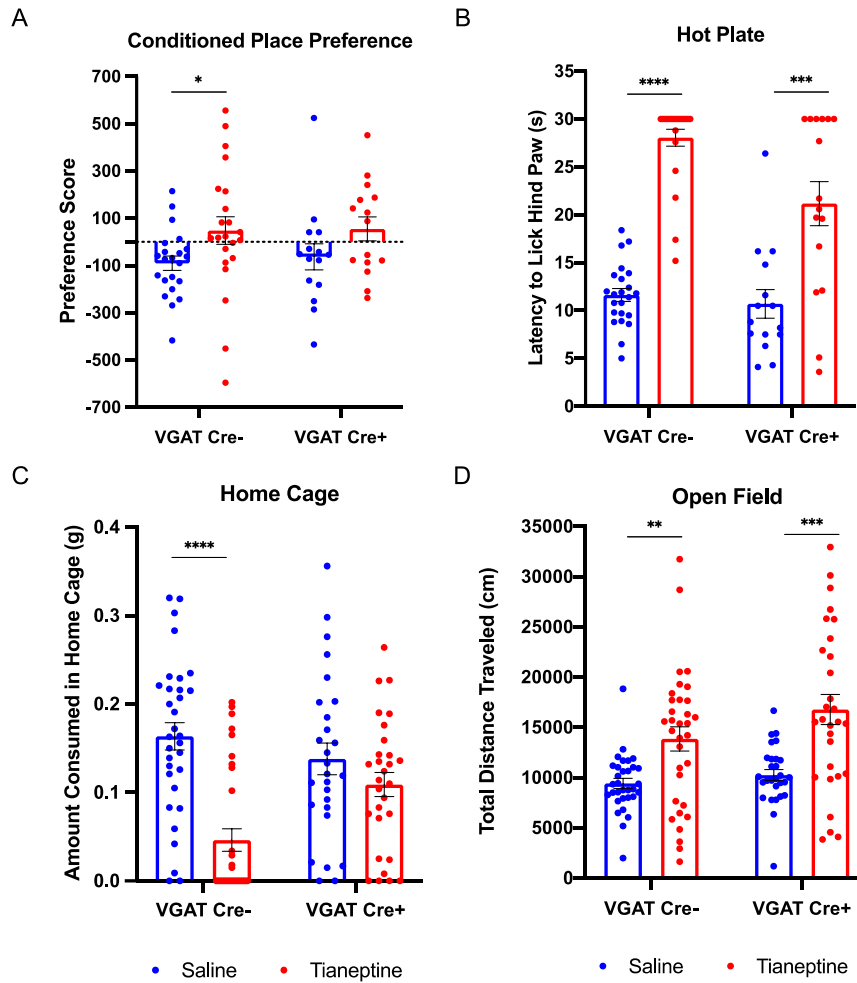 A
Conditioned Place Preference
Preference Score
700
500
300
100
-100
-300
-500
-700
*
VGAT Cre-
VGAT Cre+
B
Hot Plate
Latency to Lick Hind Paw (s)
35
30
25
20
15
10
5
0
****
***
VGAT Cre-
VGAT Cre+
C
Home Cage
Amount Consumed in Home Cage (g)
0.4
0.3
0.2
0.1
0.0
****
VGAT Cre-
VGAT Cre+
Saline
Tianeptine
D
Open Field
Total Distance Traveled (cm)
35000
30000
25000
20000
15000
10000
5000
0
**
***
VGAT Cre-
VGAT Cre+
Saline
Tianeptine